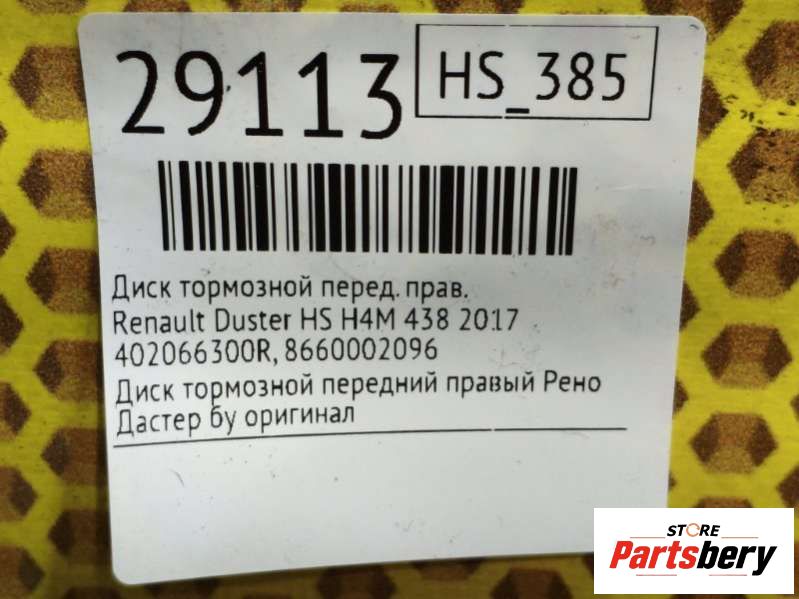 29113
HS_385
Диск тормозной перед. прав.
Renault Duster HS H4M 438 2017
402066300R, 8660002096
Диск тормозной передний правый Рено
Дастер бу оригинал
STORE
Partsbery